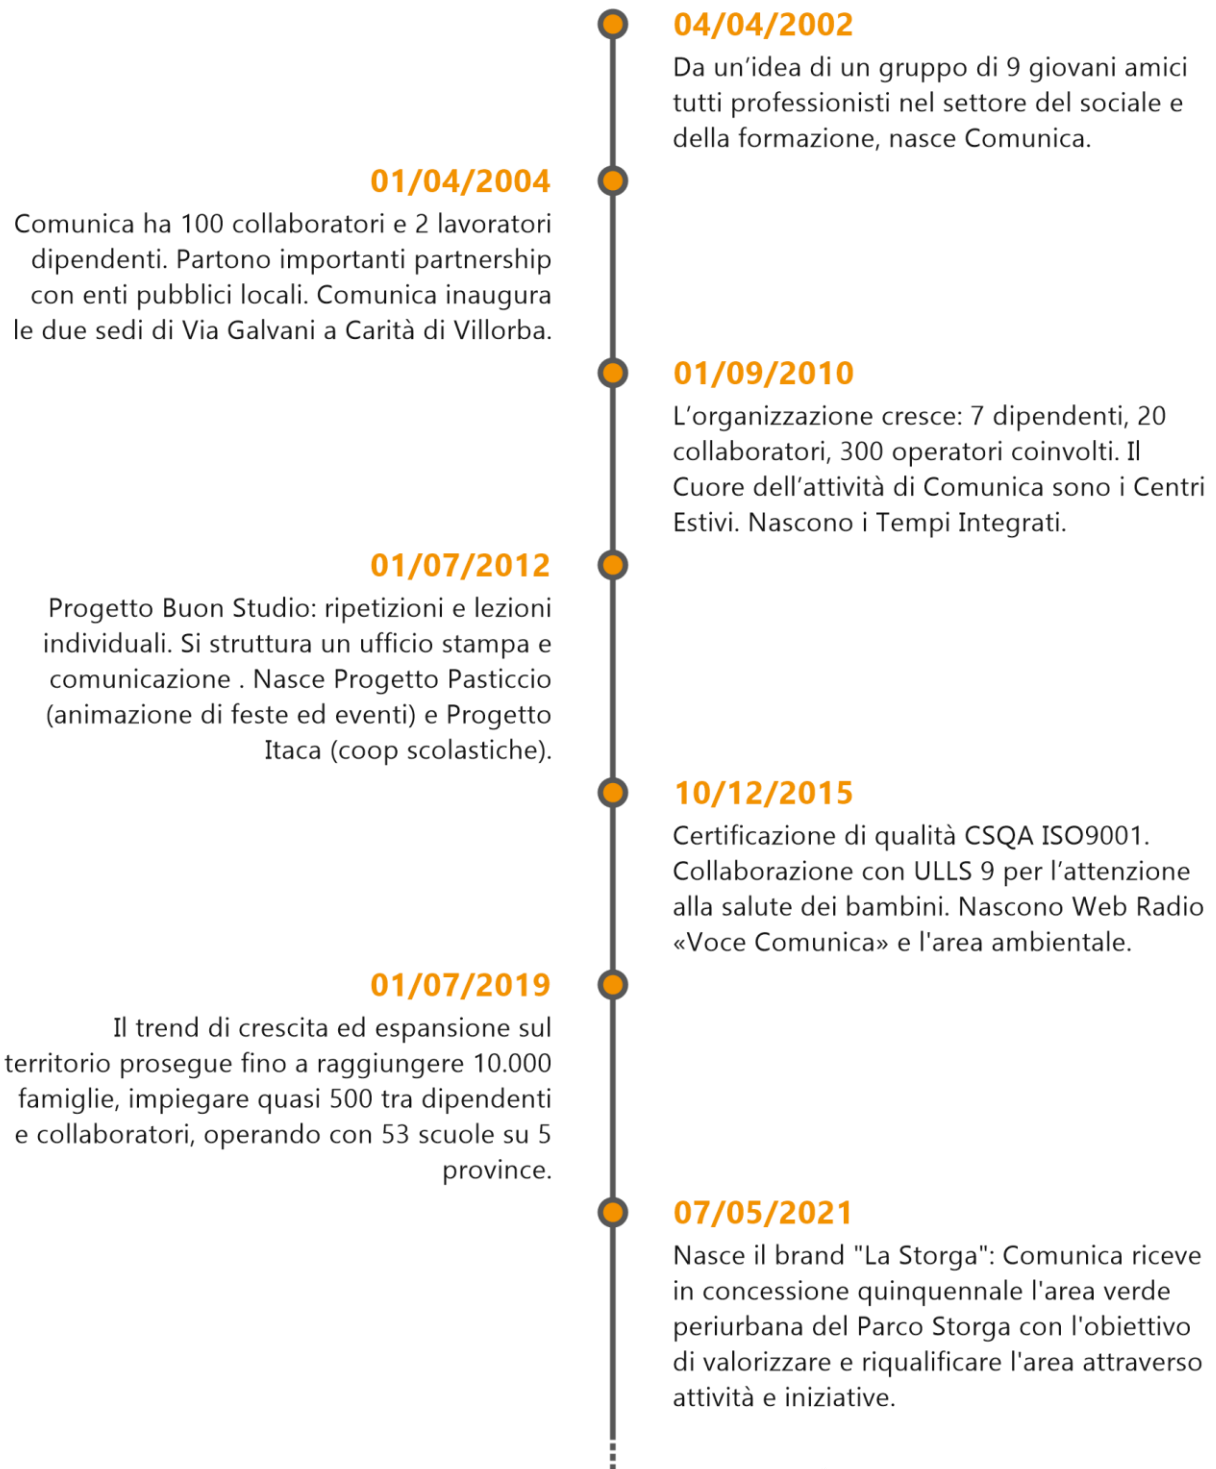 04/04/2002
Da un’idea di un gruppo di 9 giovani amici
tutti professionisti nel settore del sociale e
della formazione, nasce Comunica.
01/04/2004
Comunica ha 100 collaboratori e 2 lavoratori
dipendenti. Partono importanti partnership
con enti pubblici locali. Comunica inaugura
le due sedi di Via Galvani a Carità di Villorba.
01/09/2010
L’organizzazione cresce: 7 dipendenti, 20
collaboratori, 300 operatori coinvolti. Il
Cuore dell’attività di Comunica sono i Centri
Estivi. Nascono i Tempi Integrati.
01/07/2012
Progetto Buon Studio: ripetizioni e lezioni
individuali. Si struttura un ufficio stampa e
comunicazione . Nasce Progetto Pasticcio
(animazione di feste ed eventi) e Progetto
Itaca (coop scolastiche).
10/12/2015
Certificazione di qualità CSQA ISO9001.
Collaborazione con ULLS 9 per l’attenzione
alla salute dei bambini. Nascono Web Radio
«Voce Comunica» e l'area ambientale.
01/07/2019
Il trend di crescita ed espansione sul
territorio prosegue fino a raggiungere 10.000
famiglie, impiegare quasi 500 tra dipendenti
e collaboratori, operando con 53 scuole su 5
province.
07/05/2021
Nasce il brand "La Storga": Comunica riceve
in concessione quinquennale l'area verde
periurbana del Parco Storga con l'obiettivo
di valorizzare e riqualificare l'area attraverso
attività e iniziative.